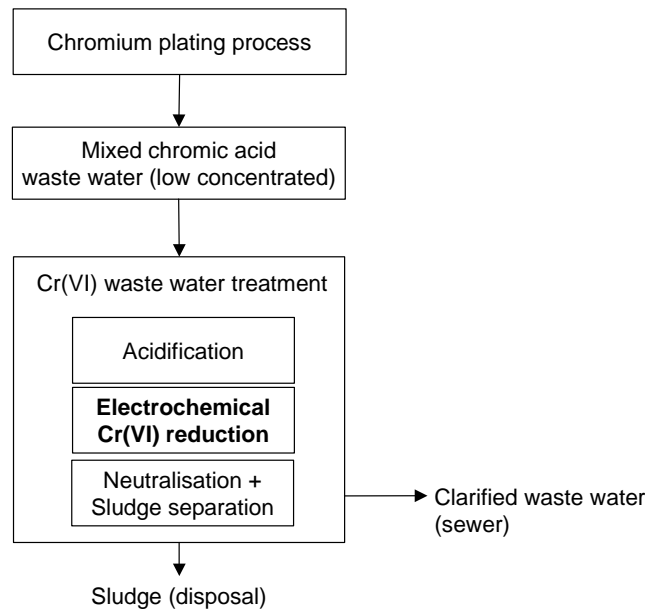 Chromium plating process
Mixed chromic acid
waste water (low concentrated)
Cr(VI) waste water treatment
Acidification
Electrochemical
Cr(VI) reduction
Neutralisation +
Sludge separation
Clarified waste water
(sewer)
Sludge (disposal)